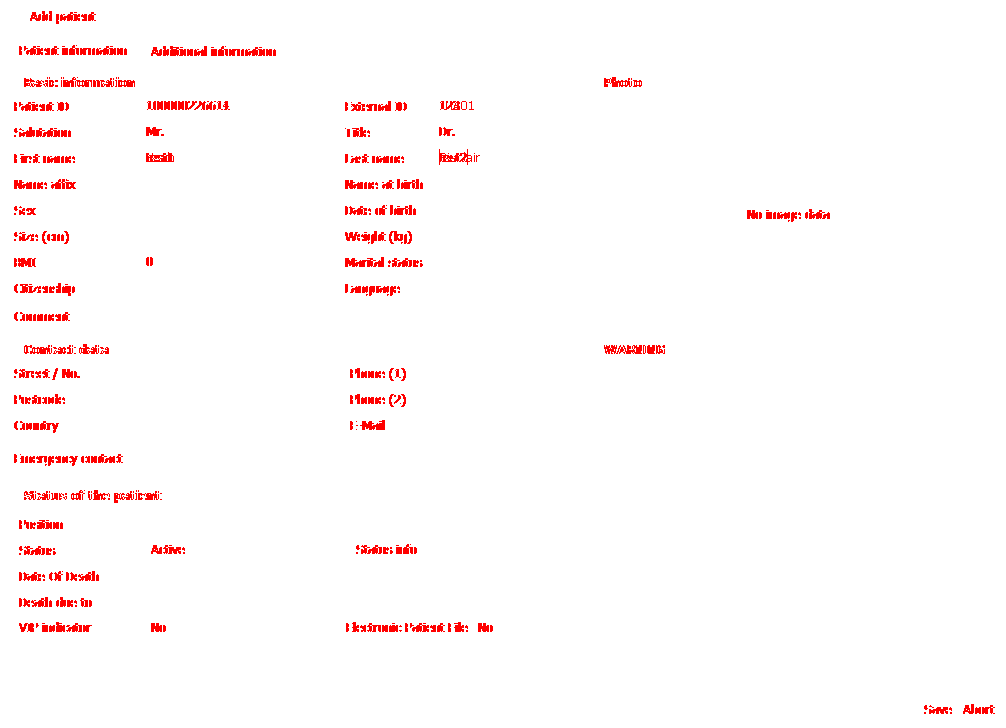 Add patient
Patient information Additional information
Basic information Photo
Patient ID 100000226614 External ID
Salutation Mr. Title Dr.
First name Last name
Name affix Name at birth
Sex Date of birth No image data
Size (cm) Weight (kg)
BMI 0 Marital status
Citizenship Language
Comment
Contact data WARNING
Street / No. Phone (1)
Postcode Phone (2)
Country E-Mail
Emergency contact
Status of the patient
Position
Status Active Status info
Date Of Death
Death due to
VIP indicator No Electronic Patient File No
Save Abort